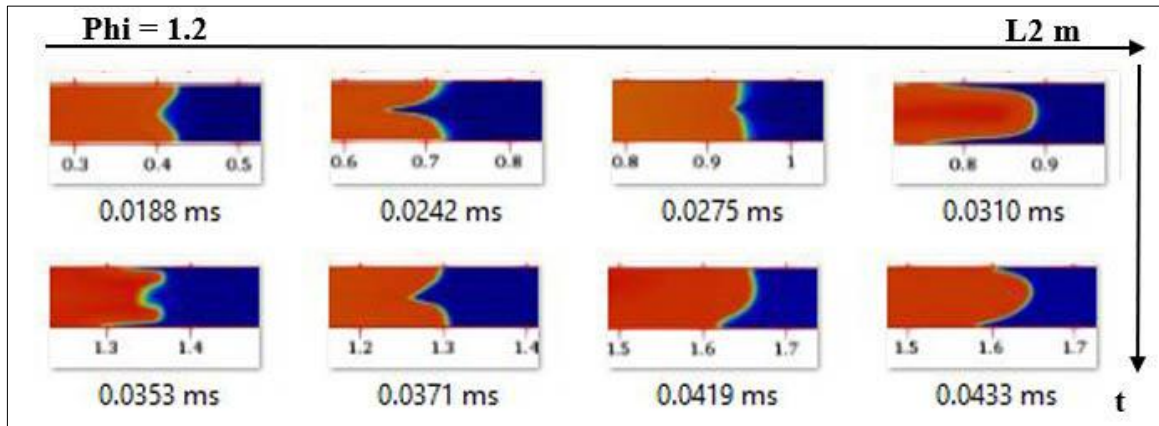 Phi = 1.2 L2 m
0.3 0.4 0.5 0.6 0.7 0.8 0.8 0.9 1 0.8 0.9
0.0188 ms 0.0242 ms 0.0275 ms 0.0310 ms
1.3 1.4 1.2 1.3 1.4 1.5 1.6 1.7 1.5 1.6 1.7
0.0353 ms 0.0371 ms 0.0419 ms 0.0433 ms t